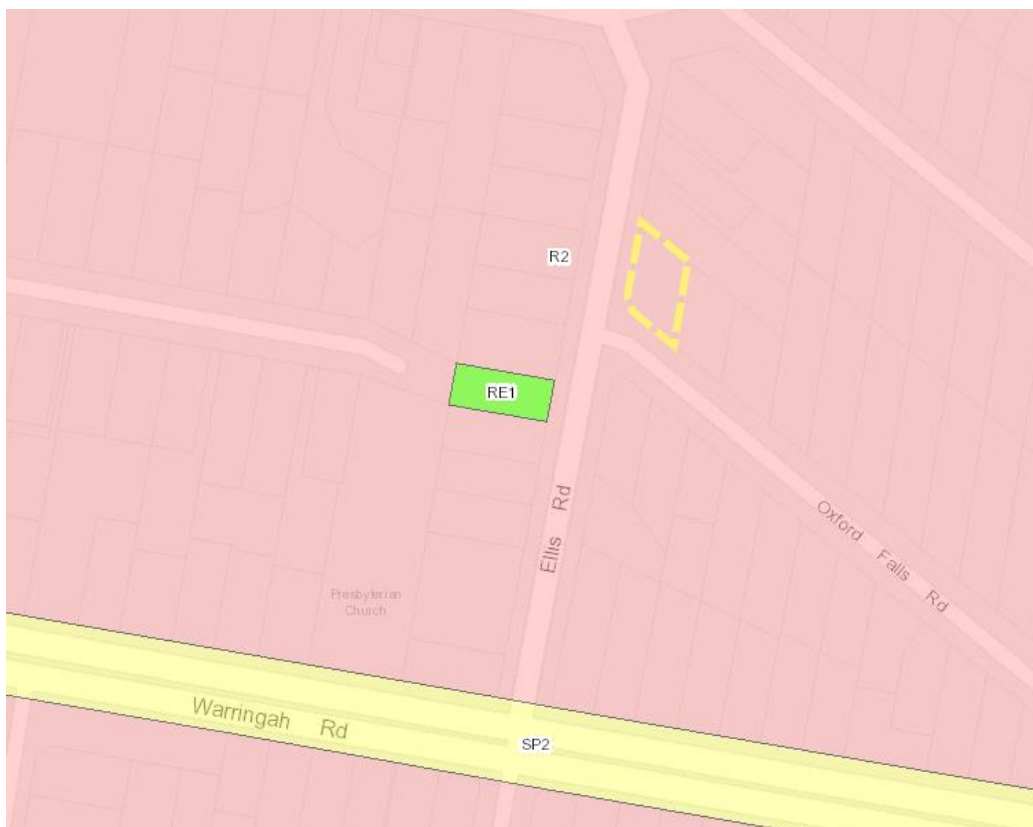 R2
RE1
Ellis Rd
Oxford Falls Rd
Presbyterian
Church
Warringah Rd
SP2